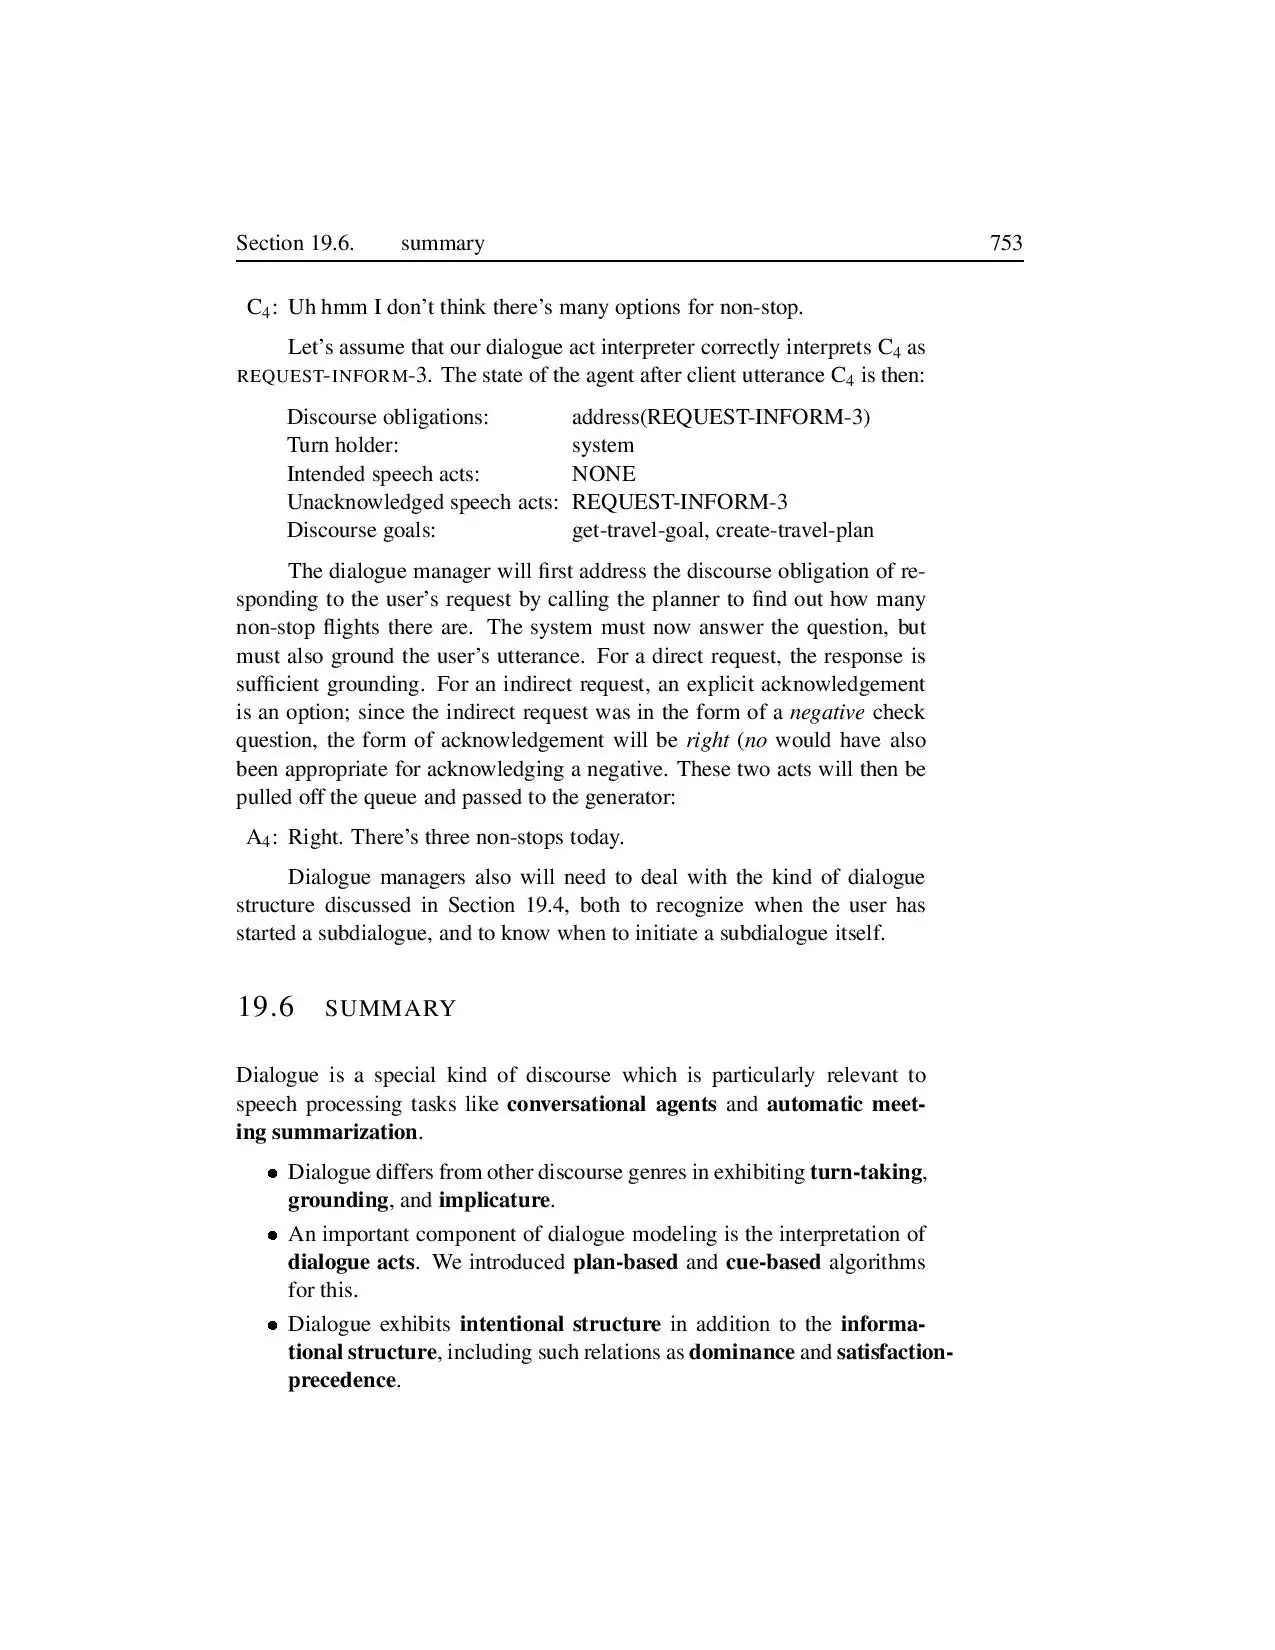 Section 19.6. summary 753
C4: Uh hmm I don't think there's many options for non-stop.
Let's assume that our dialogue act interpreter correctly interprets C4 as
REQUEST-INFORM-3. The state of the agent after client utterance C4 is then:
Discourse obligations: address(REQUEST-INFORM-3)
Turn holder: system
Intended speech acts: NONE
Unacknowledged speech acts: REQUEST-INFORM-3
Discourse goals: get-travel-goal, create-travel-plan
The dialogue manager will first address the discourse obligation of re-
sponding to the user's request by calling the planner to find out how many
non-stop flights there are. The system must now answer the question, but
must also ground the user's utterance. For a direct request, the response is
sufficient grounding. For an indirect request, an explicit acknowledgement
is an option; since the indirect request was in the form of a negative check
question, the form of acknowledgement will be right (no would have also
been appropriate for acknowledging a negative. These two acts will then be
pulled off the queue and passed to the generator:
A4: Right. There's three non-stops today.
Dialogue managers also will need to deal with the kind of dialogue
structure discussed in Section 19.4, both to recognize when the user has
started a subdialogue, and to know when to initiate a subdialogue itself.
19.6 SUMMARY
Dialogue is a special kind of discourse which is particularly relevant to
speech processing tasks like conversational agents and automatic meet-
ing summarization.
• Dialogue differs from other discourse genres in exhibiting turn-taking,
grounding, and implicature.
• An important component of dialogue modeling is the interpretation of
dialogue acts. We introduced plan-based and cue-based algorithms
for this.
• Dialogue exhibits intentional structure in addition to the informa-
tional structure, including such relations as dominance and satisfaction-
precedence.